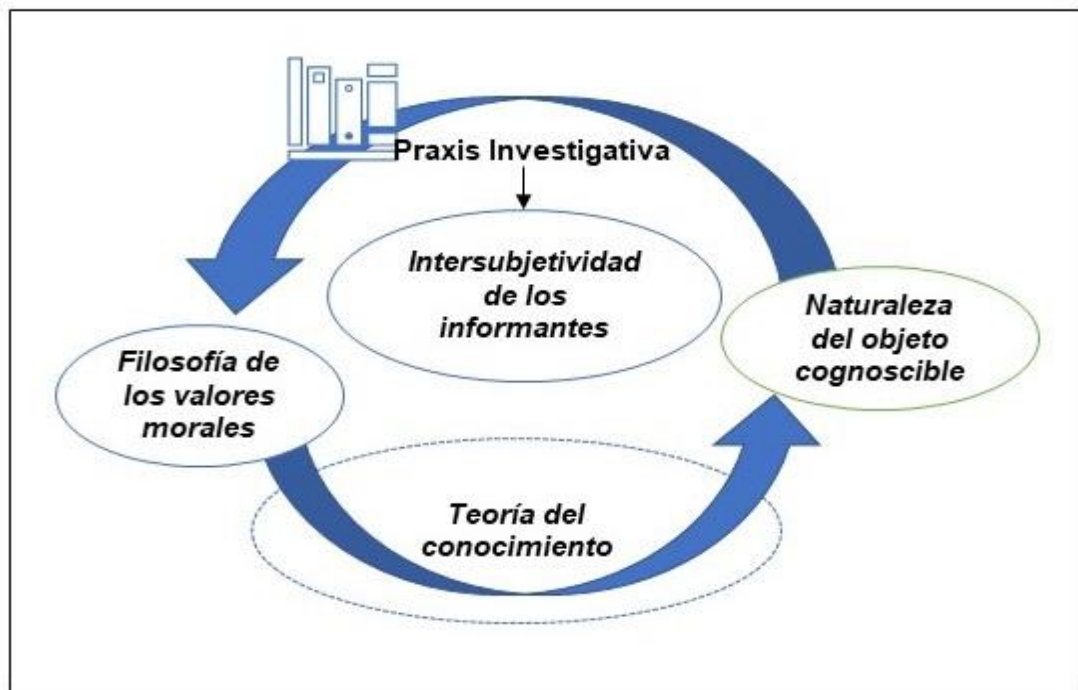 Praxis Investigativa
Intersubjetividad
de los
informantes
Naturaleza
del objeto
cognoscible
Filosofía de
los valores
morales
Teoría del
conocimiento